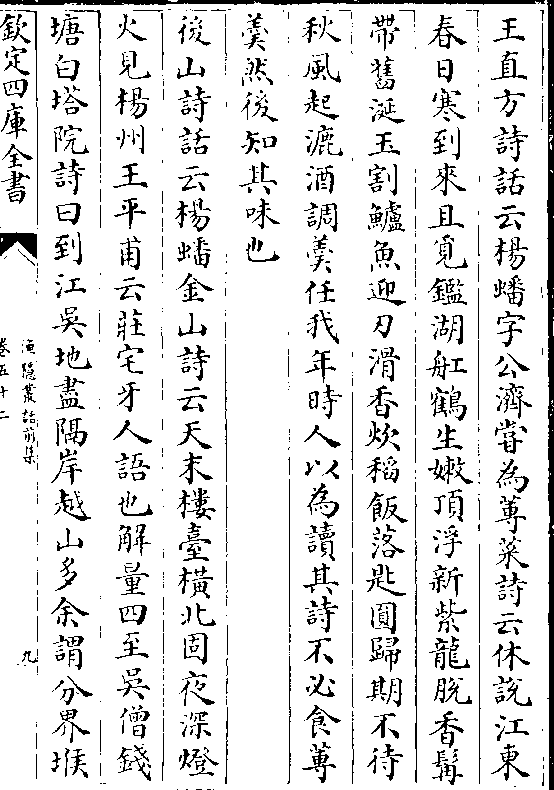 王直方詩話云楊蟠字公濟嘗為蓴菜詩云休說江東
春日寒到來且覔鑑湖舡鶴生嫩頂浮新紫龍脫香髯
帶舊涎玉割鱸魚迎刃滑香炊稻飯落匙圓歸期不待
秋風起漉酒調羹任我年時人以為讀其詩不必食蓴
羹然後知其味也
後山詩話云楊蟠金山詩云天末樓臺橫北固夜深燈
火見楊州王平甫云莊宅牙人語也解量四至吳僧錢
塘白塔院詩曰到江吳地盡隔岸越山多余謂分界堠
欽定四庫全書
漁隠叢話前集
卷五十二
九